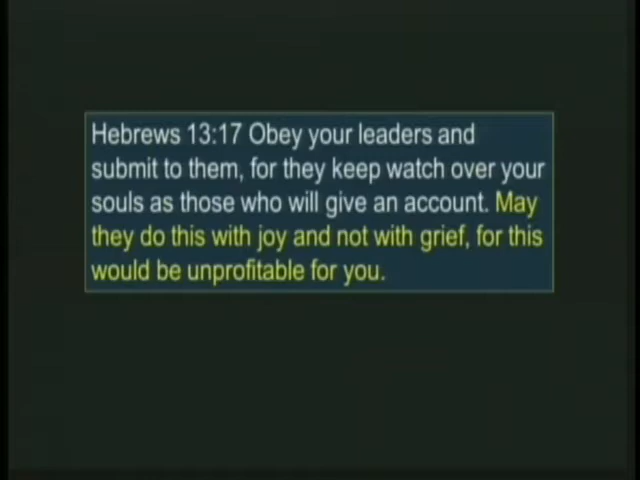 Hebrews 13:17 Obey your leaders and
submit to them, for they keep watch over your
souls as those who will give an account. May
they do this with joy and not with grief, for this
would be unprofitable for you.